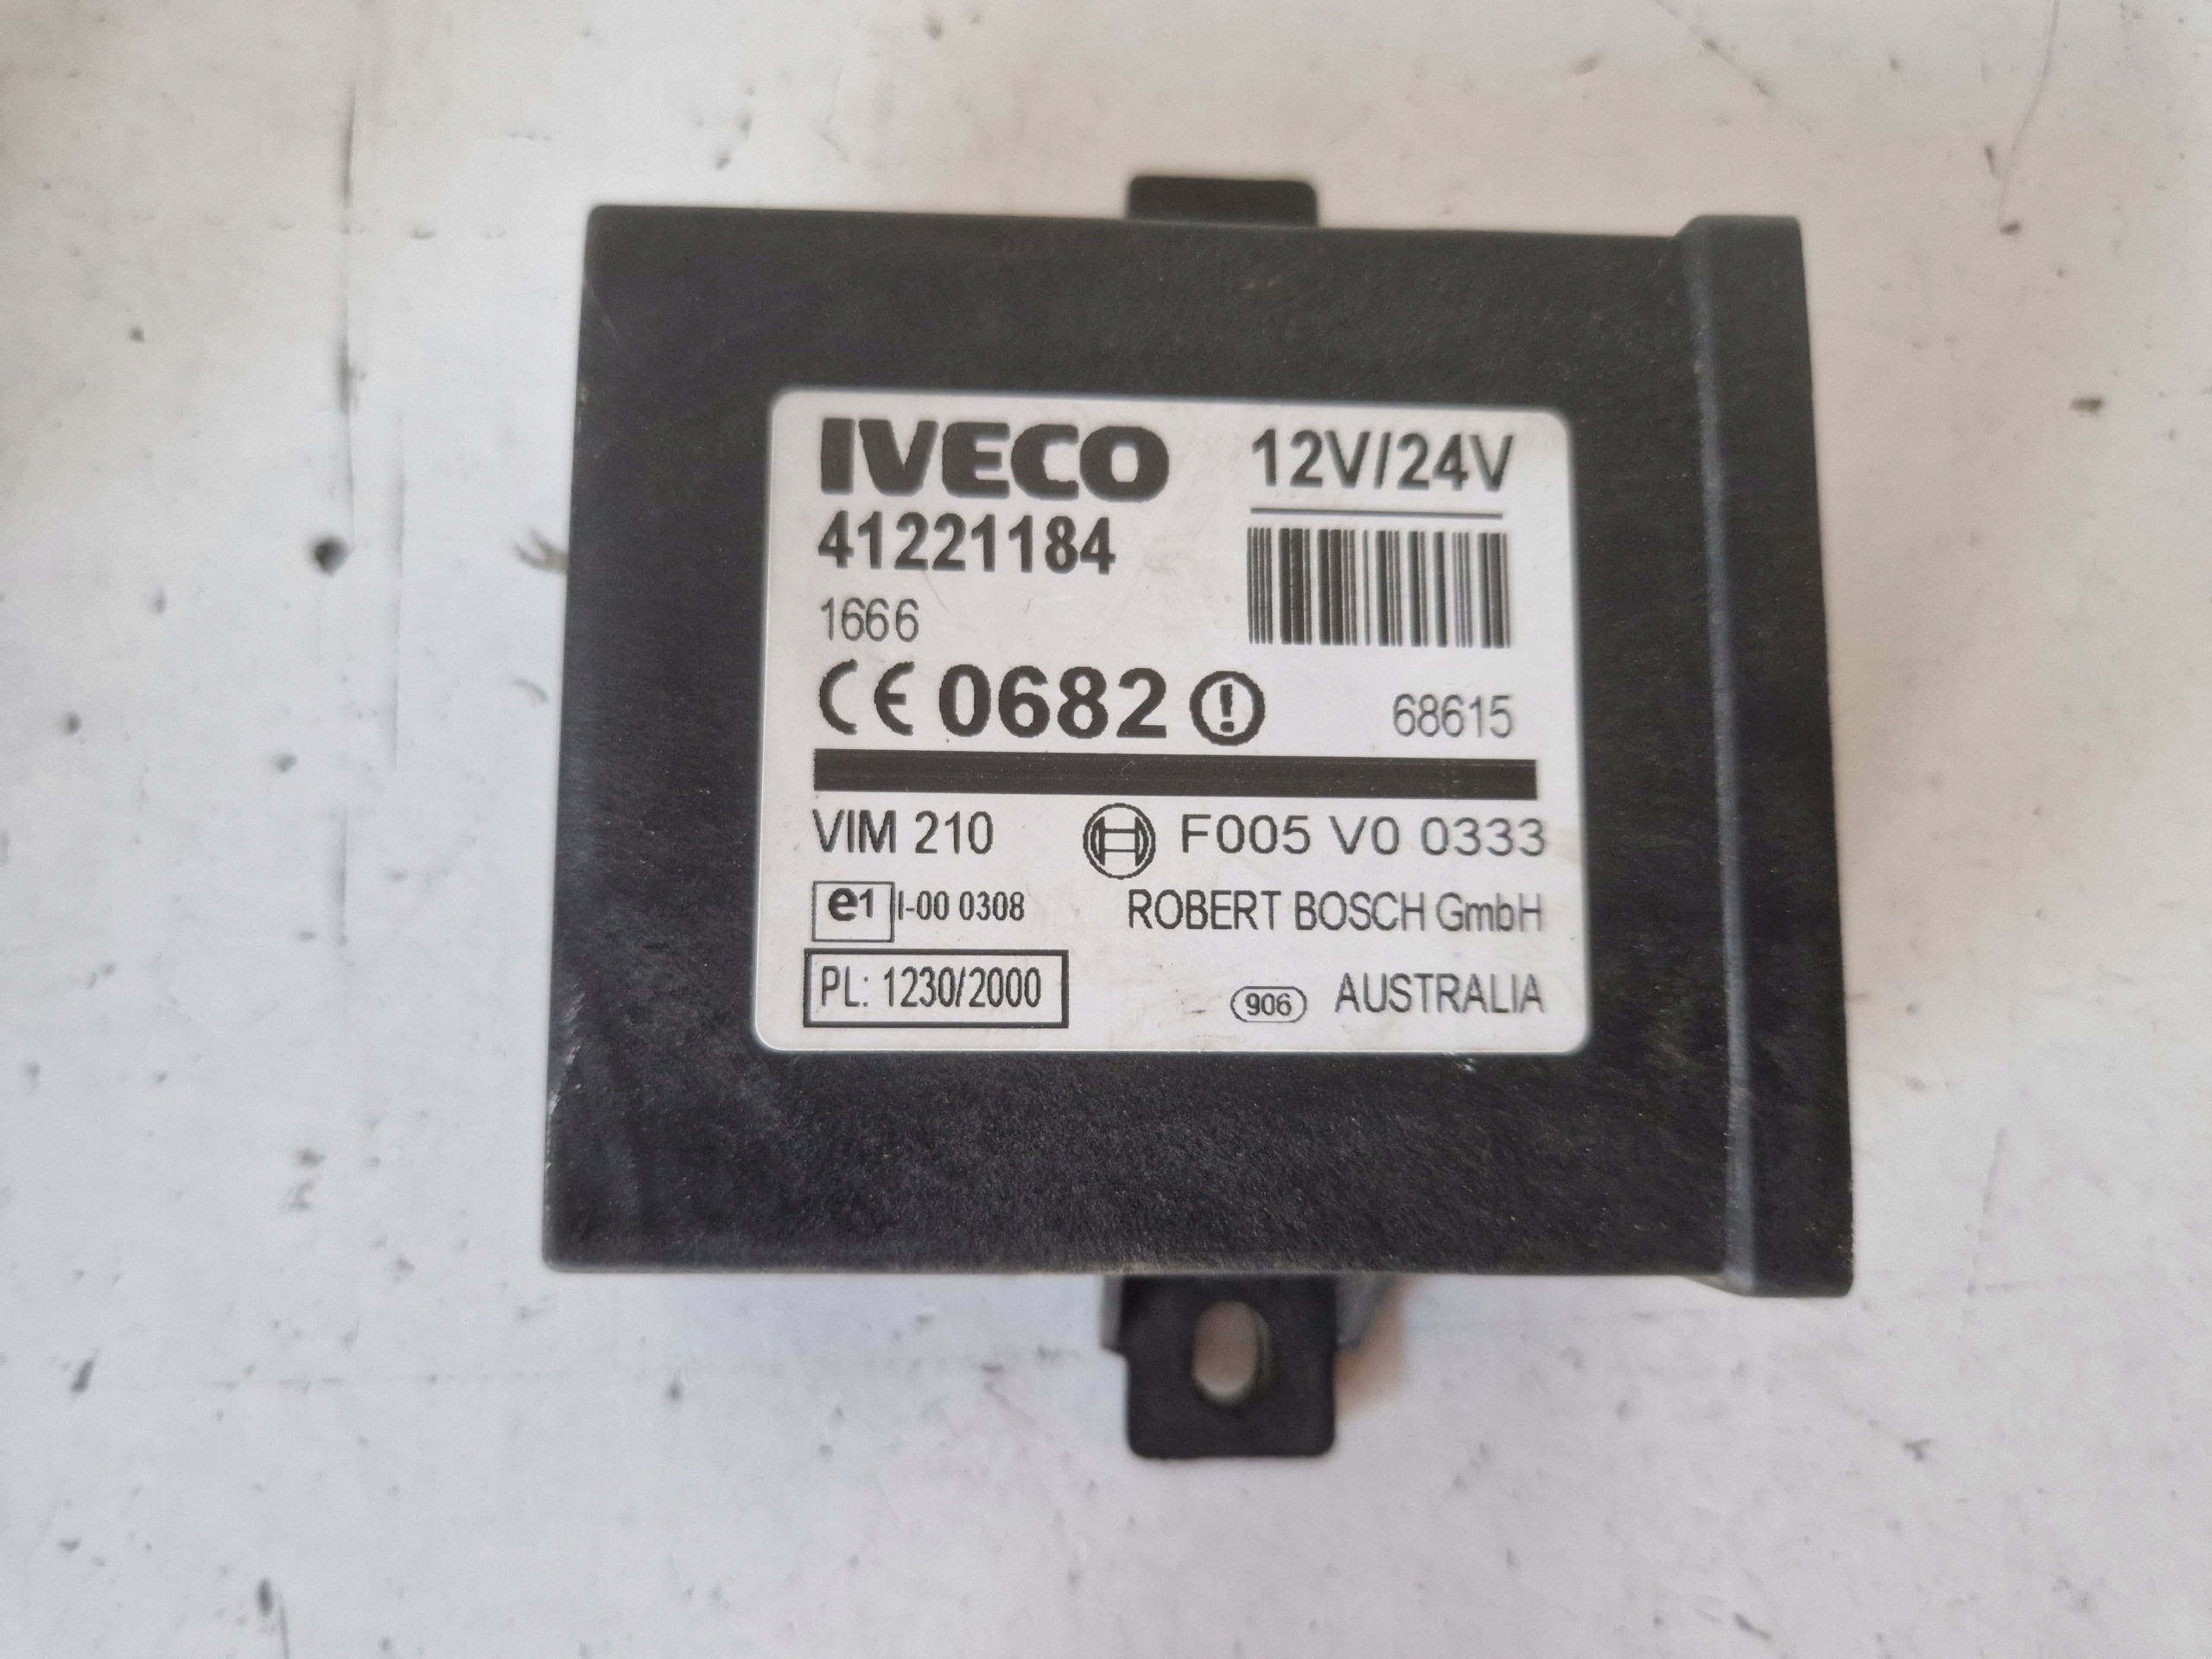 IVECO 12V/24V
41221184
1666
CE 0682 ! 68615
VIM 210 F005 V0 0333
e1 I-00 0308 ROBERT BOSCH GmbH
PL: 1230/2000 906 AUSTRALIA